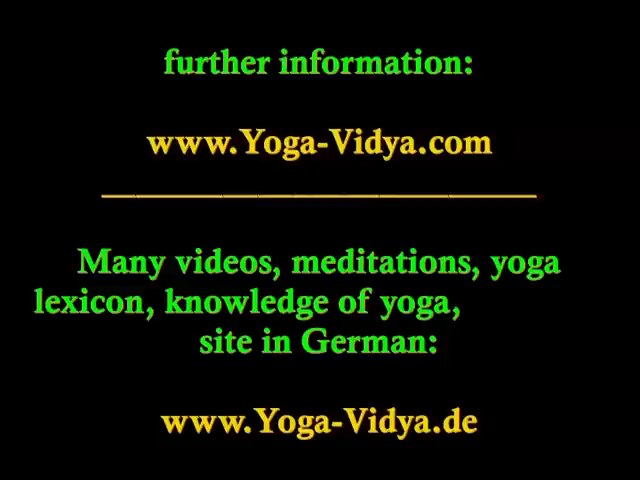 further information:
www.Yoga-Vidya.com
Many videos, meditations, yoga
lexicon, knowledge of yoga,
site in German:
www.Yoga-Vidya.de